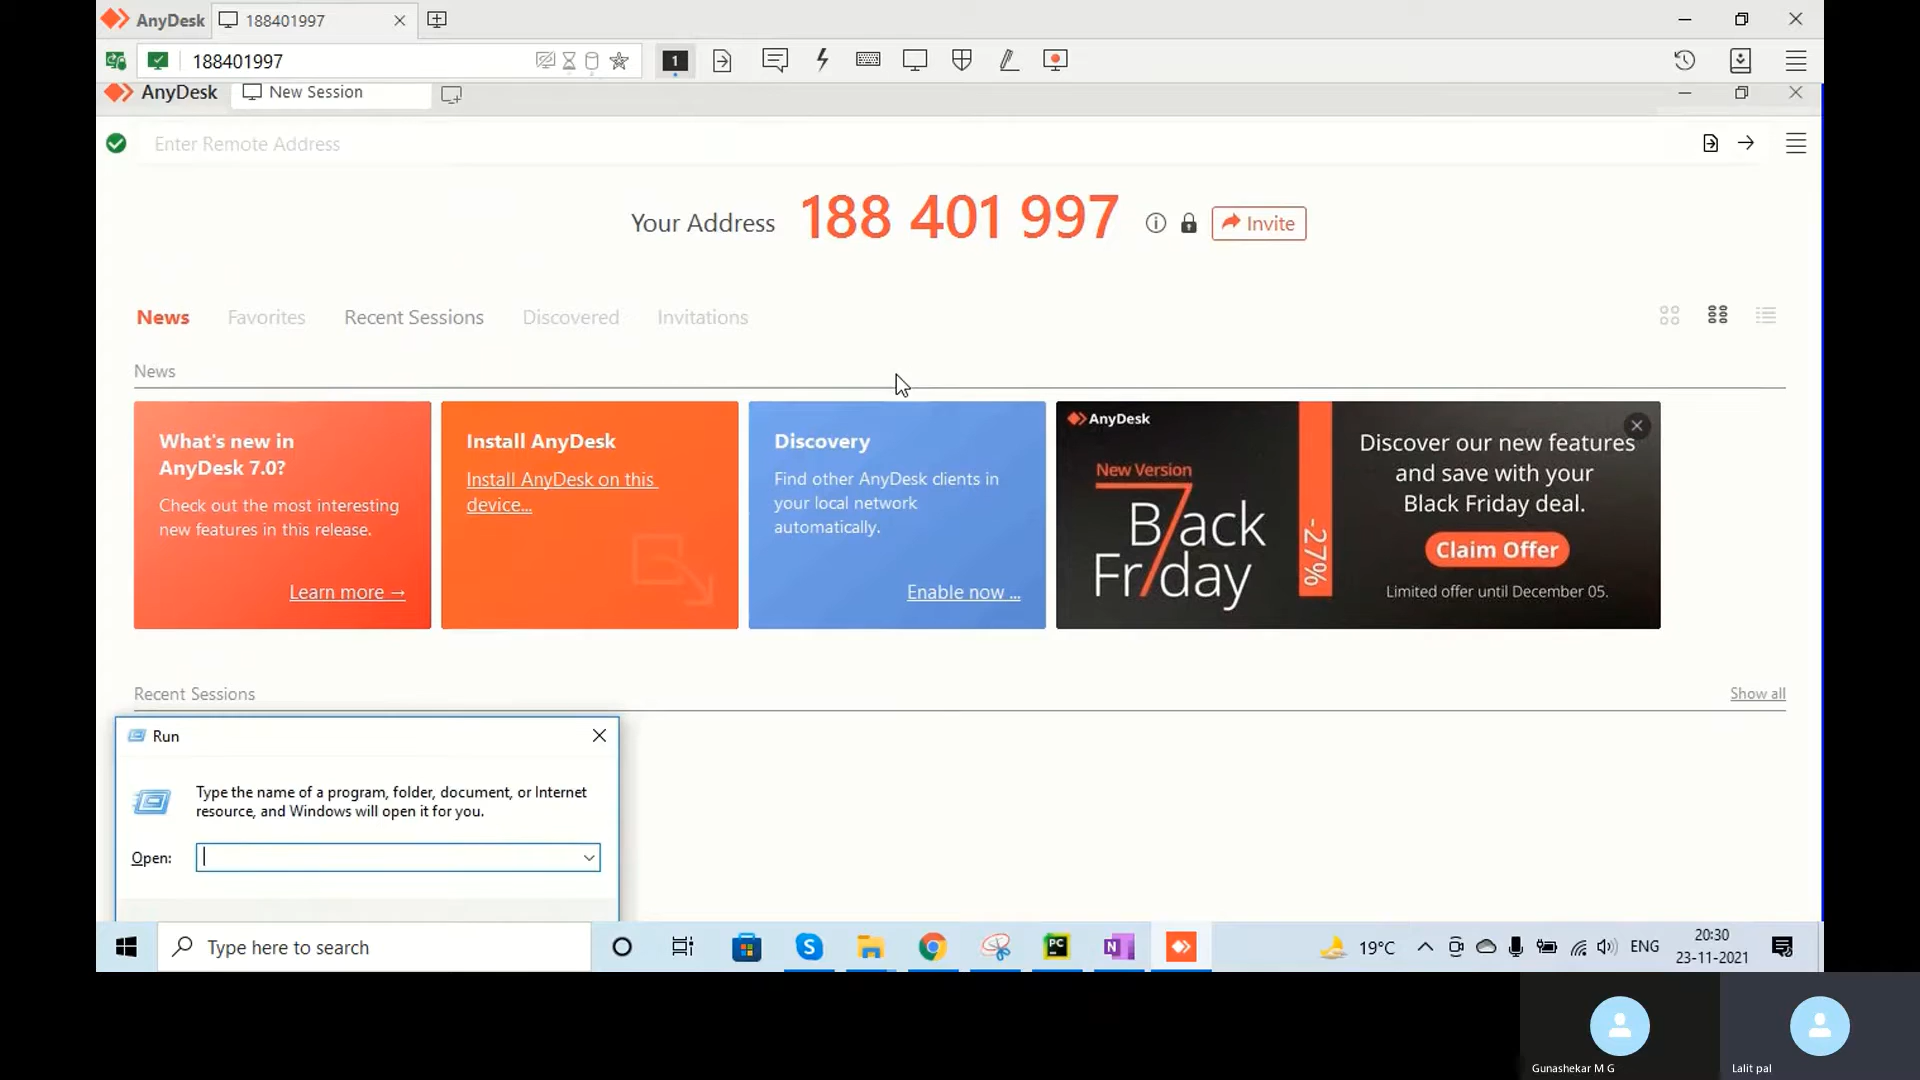 AnyDesk
188401997
188401997
1
AnyDesk
New Session
Enter Remote Address
Your Address
188 401 997
Invite
News
Favorites
Recent Sessions
Discovered
Invitations
News
What's new in
AnyDesk 7.0?
Check out the most interesting
new features in this release.
Learn more →
Install AnyDesk
Install AnyDesk on this
device...
Discovery
Find other AnyDesk clients in
your local network
automatically.
Enable now ...
AnyDesk
New Version
Black
Friday
-27%
Discover our new features
and save with your
Black Friday deal.
Claim Offer
Limited offer until December 05.
Recent Sessions
Show all
Run
Type the name of a program, folder, document, or Internet
resource, and Windows will open it for you.
Open:
Type here to search
PC
N
19°C
ENG
20:30
23-11-2021
Gunashekar M G
Lalit pal